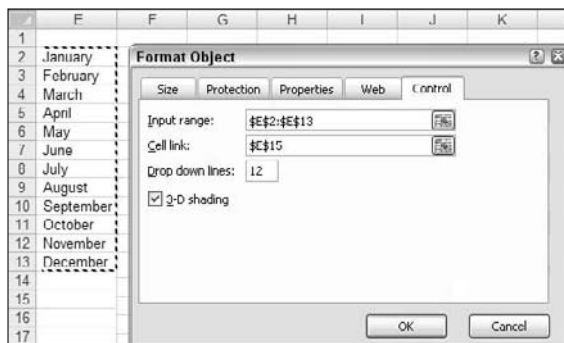 E F G H I J K
1
2 January
3 February
4 March
5 April
6 May
7 June
8 July
9 August
10 September
11 October
12 November
13 December
14
15
16
17
Format Object
Size Protection Properties Web Control
Input range: $E$2:$E$13
Cell link: $E$15
Drop down lines: 12
3-D shading
OK Cancel